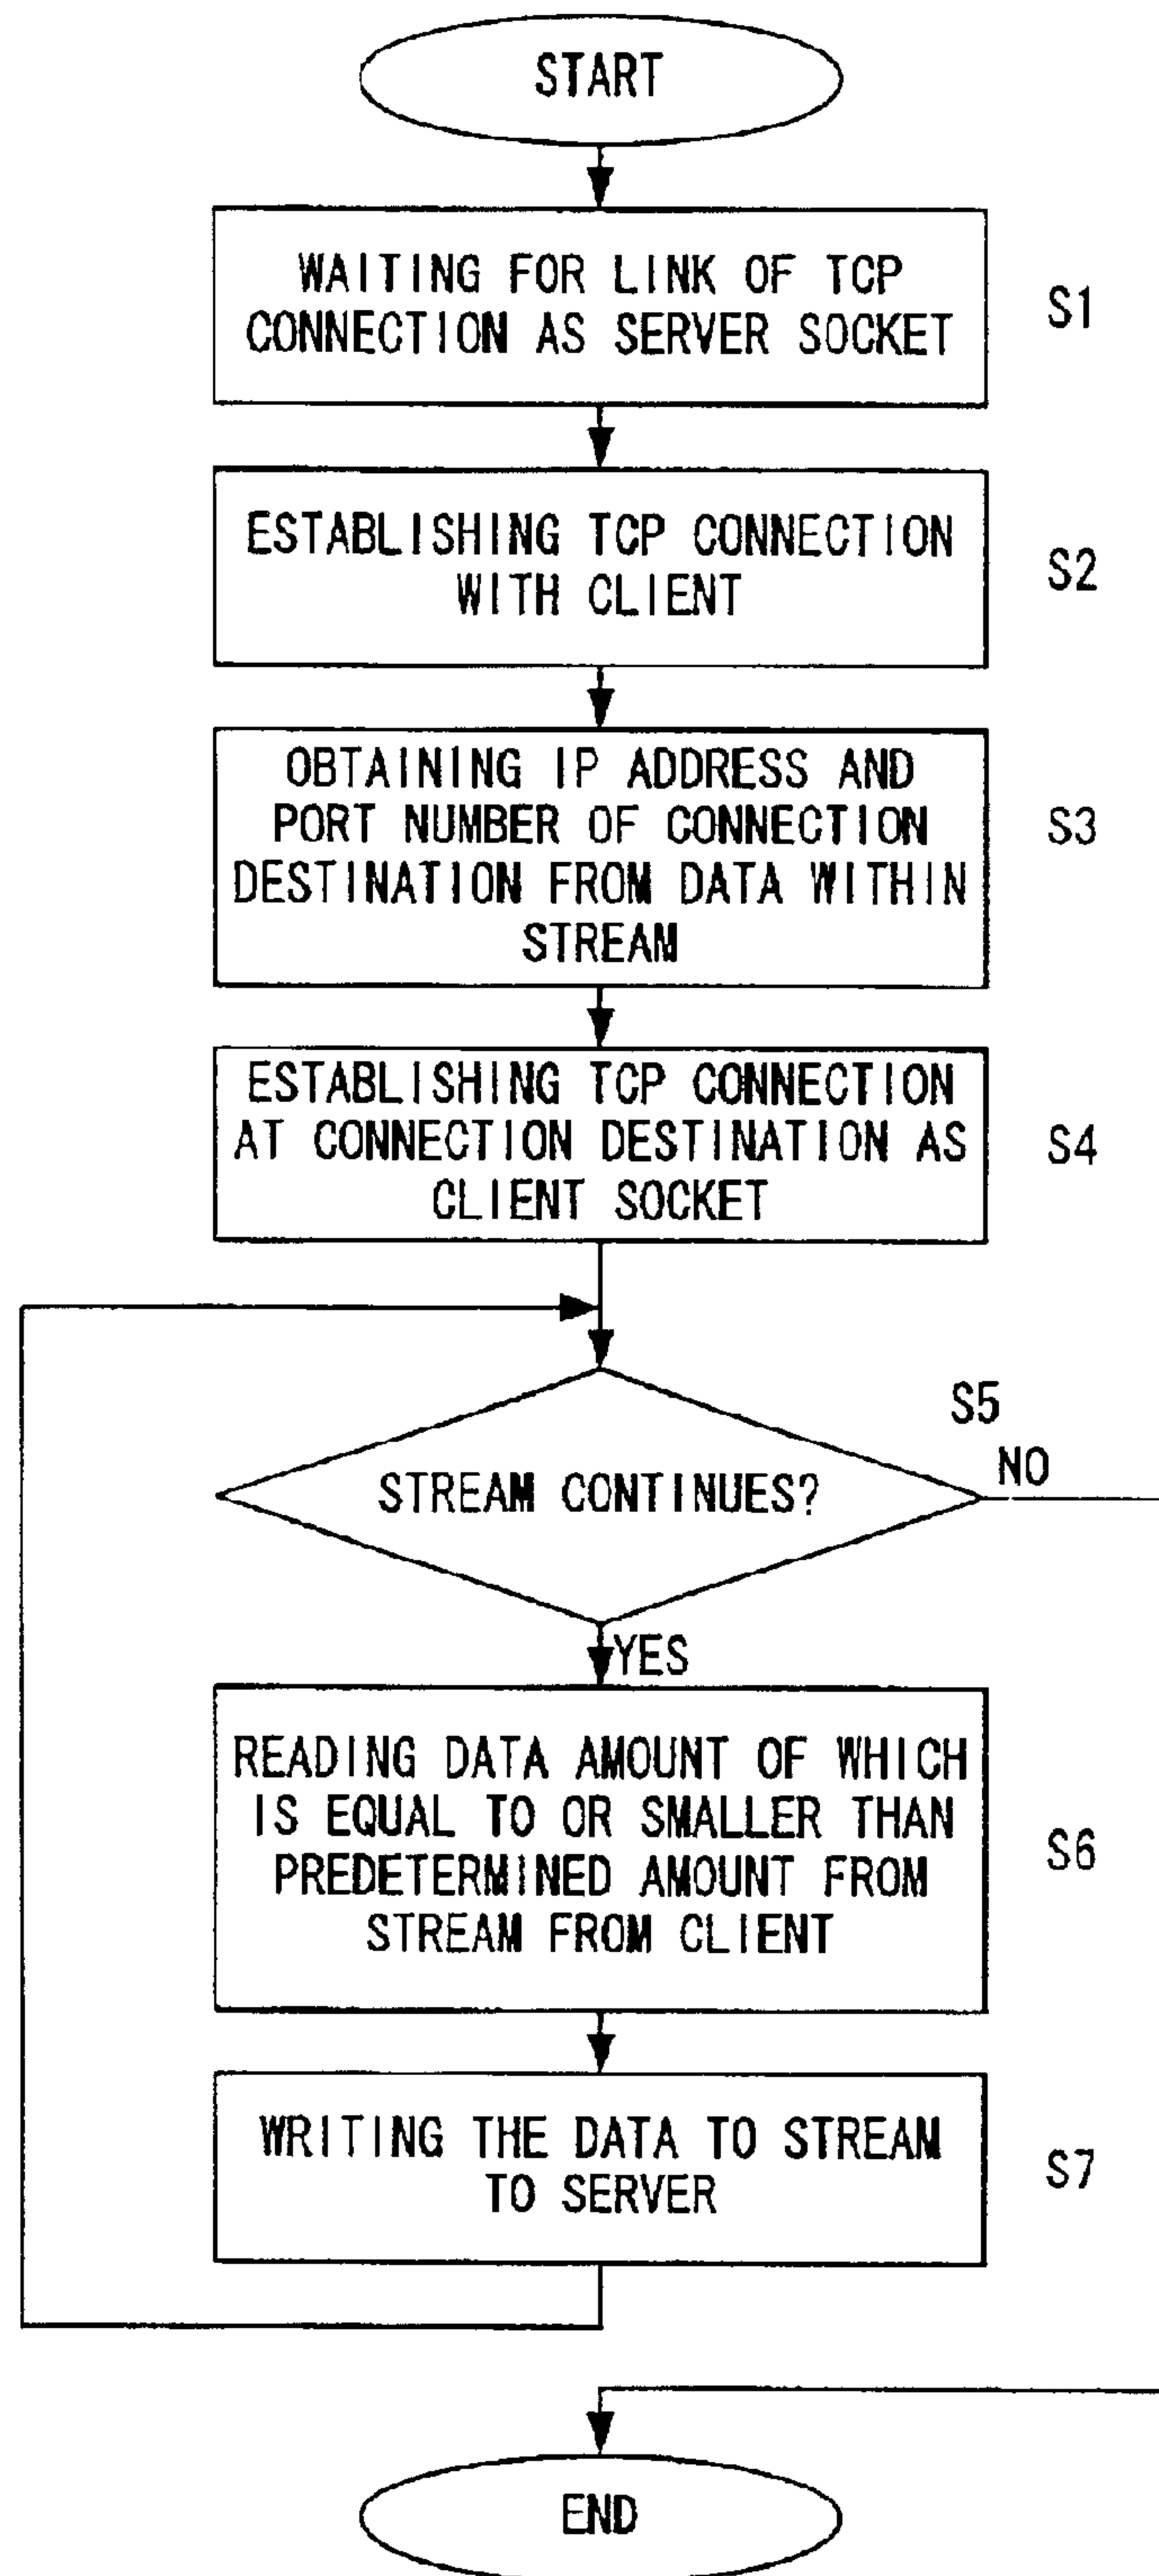 START
WAITING FOR LINK OF TCP
CONNECTION AS SERVER SOCKET
S1
ESTABLISHING TCP CONNECTION
WITH CLIENT
S2
OBTAINING IP ADDRESS AND
PORT NUMBER OF CONNECTION
DESTINATION FROM DATA WITHIN
STREAM
S3
ESTABLISHING TCP CONNECTION
AT CONNECTION DESTINATION AS
CLIENT SOCKET
S4
S5
NO
STREAM CONTINUES?
YES
READING DATA AMOUNT OF WHICH
IS EQUAL TO OR SMALLER THAN
PREDETERMINED AMOUNT FROM
STREAM FROM CLIENT
S6
WRITING THE DATA TO STREAM
TO SERVER
S7
END